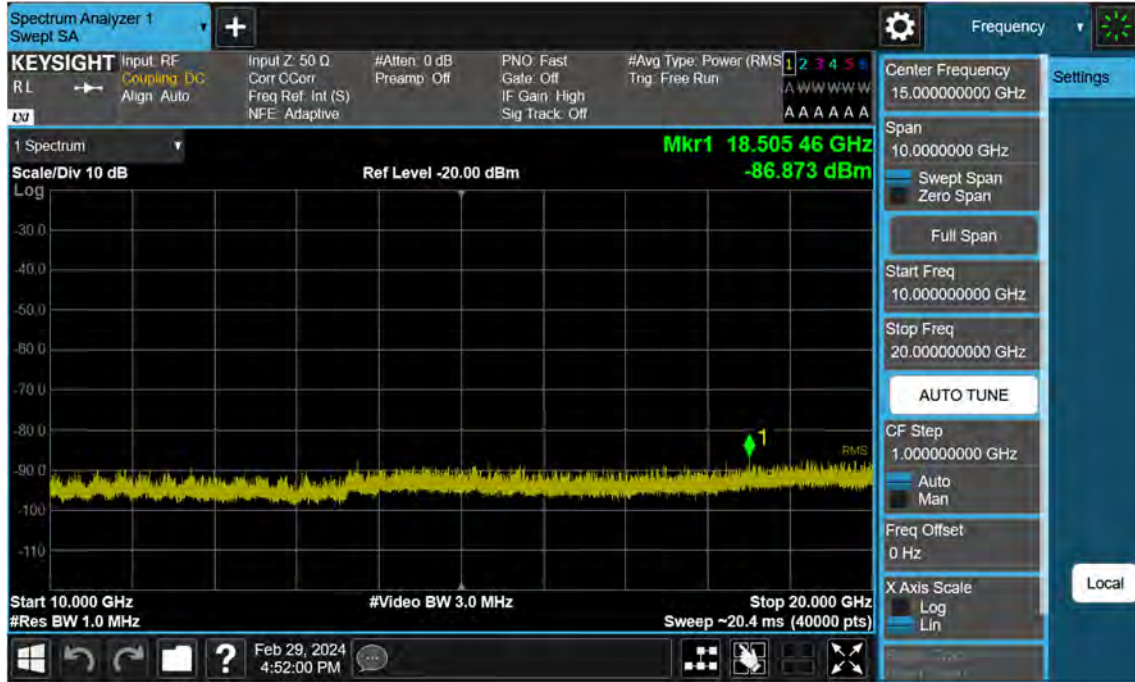 Spectrum Analyzer 1
Swept SA
+
Frequency
KEYSIGHT
RL
LXI
Input: RF
Coupling: DC
Align: Auto
Input Z: 50 Ω
Corr CCorr
Freq Ref: Int (S)
NFE: Adaptive
#Atten: 0 dB
Preamp: Off
PNO: Fast
Gate: Off
IF Gain: High
Sig Track: Off
#Avg Type: Power (RMS
Trig: Free Run
1 2 3 4 5 6
A W W W W W
A A A A A A
Center Frequency
15.000000000 GHz
Settings
1 Spectrum
Mkr1 18.505 46 GHz
-86.873 dBm
Scale/Div 10 dB
Ref Level -20.00 dBm
Log
-30.0
-40.0
-50.0
-60.0
-70.0
-80.0
-90.0
-100
-110
1
RMS
Start 10.000 GHz
#Video BW 3.0 MHz
Stop 20.000 GHz
#Res BW 1.0 MHz
Sweep ~20.4 ms (40000 pts)
Span
10.0000000 GHz
Swept Span
Zero Span
Full Span
Start Freq
10.000000000 GHz
Stop Freq
20.000000000 GHz
AUTO TUNE
CF Step
1.000000000 GHz
Auto
Man
Freq Offset
0 Hz
X Axis Scale
Log
Lin
Local
?
Feb 29, 2024
4:52:00 PM